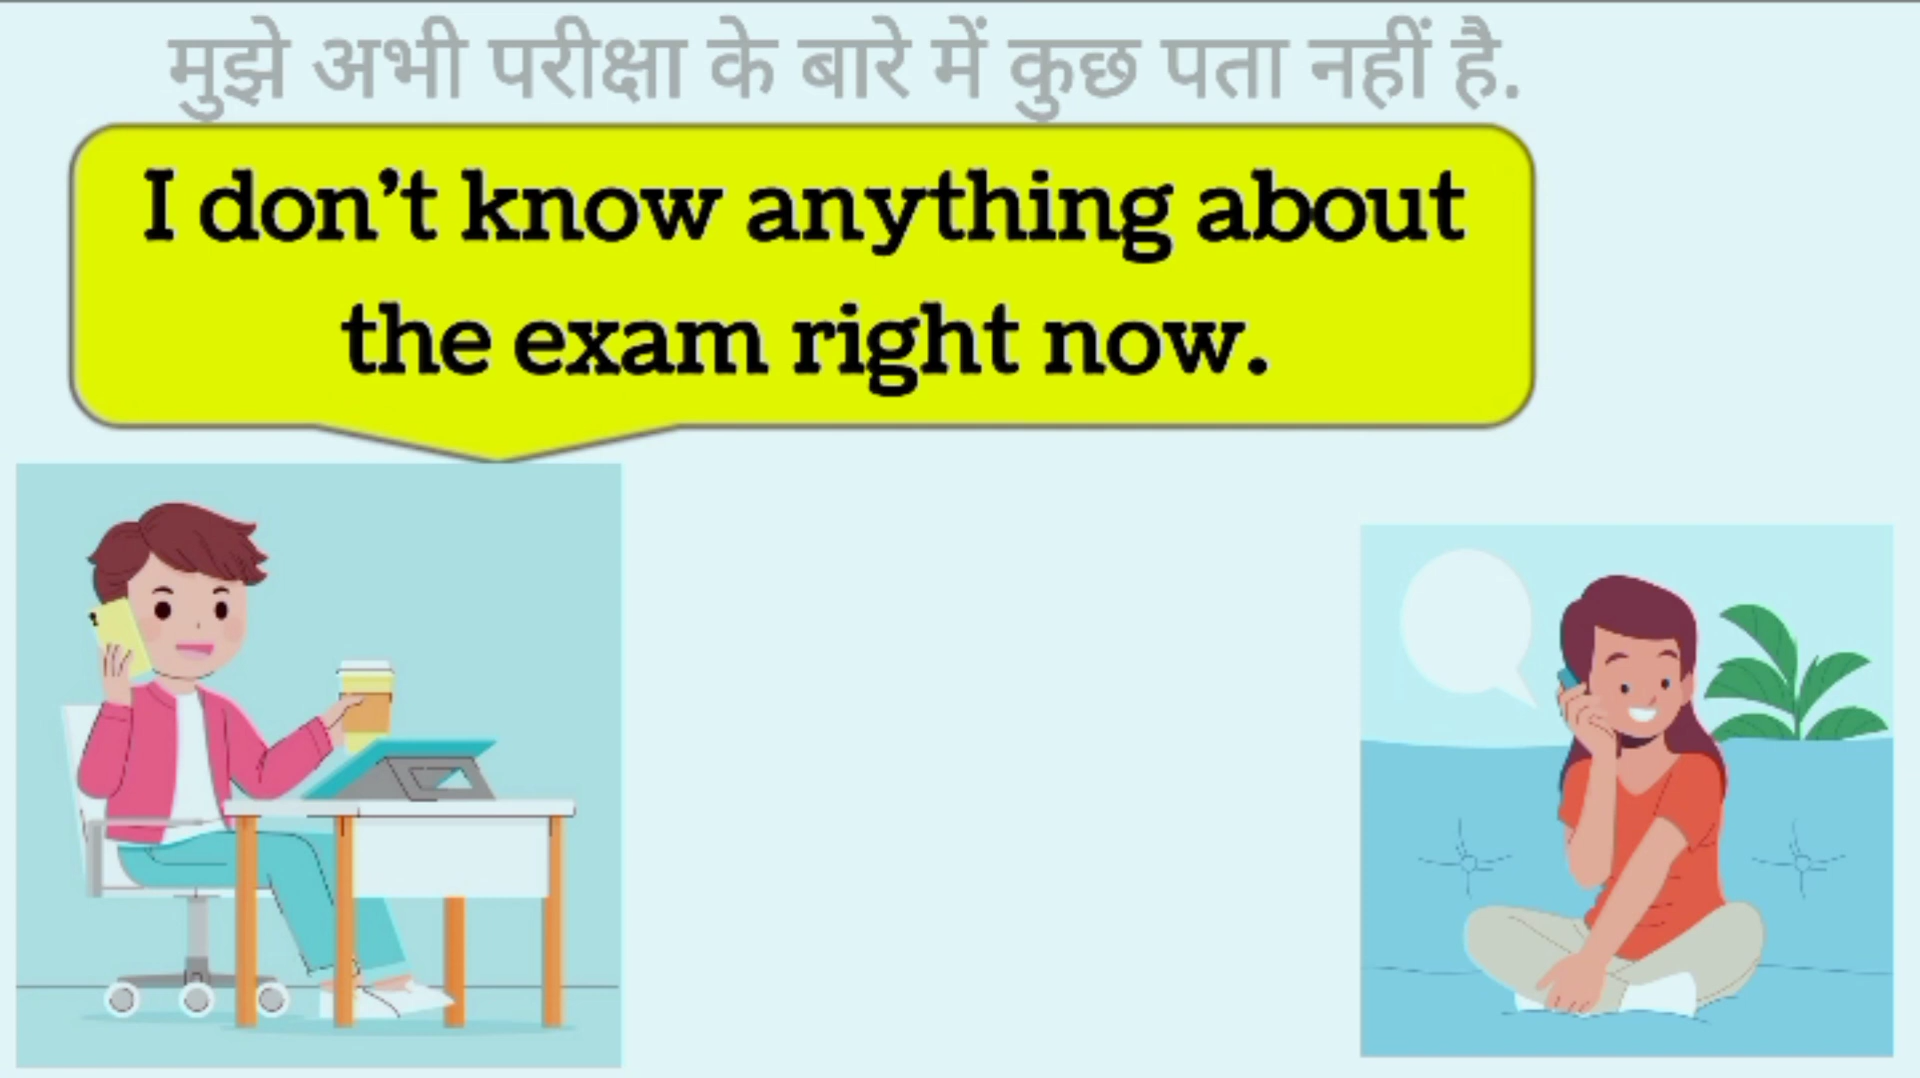 मुझे अभी परीक्षा के बारे में कुछ पता नहीं है.
I don’t know anything about
the exam right now.